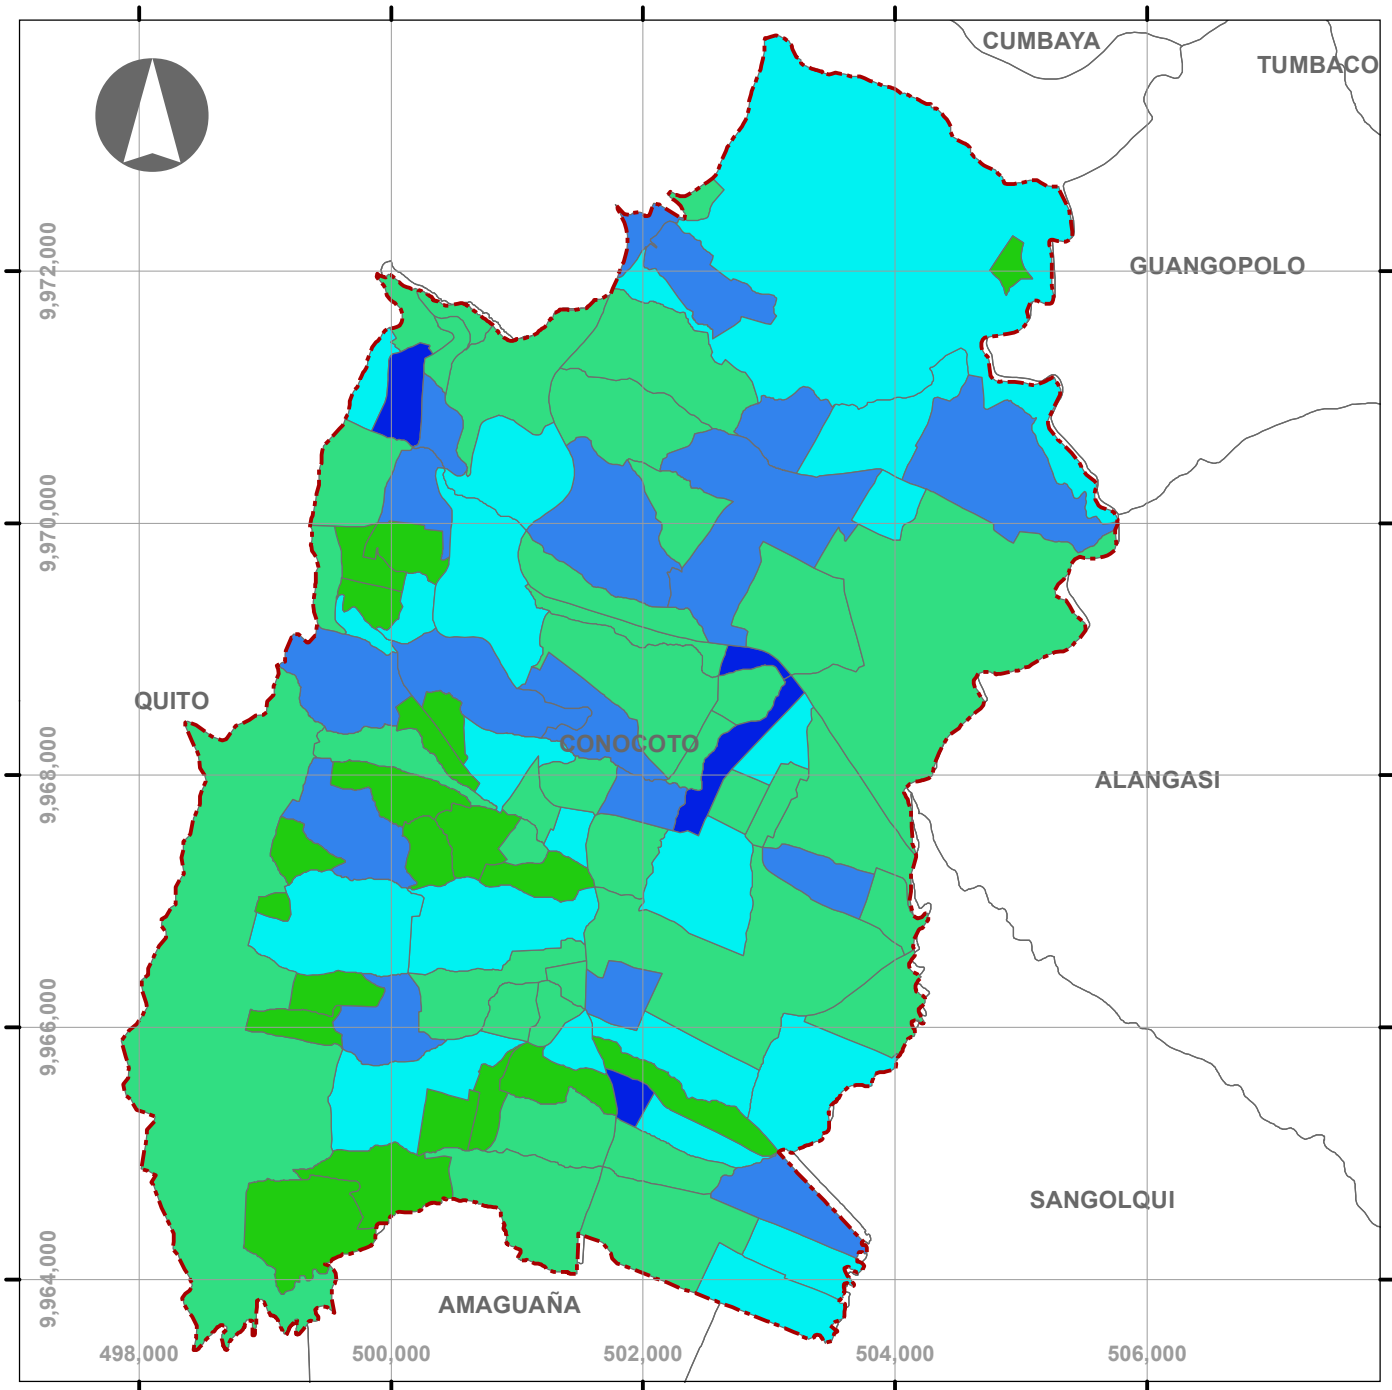 CUMBAYA
TUMBACO
GUANGOPOLO
9,972,000
9,970,000
QUITO
CONOCOTO
ALANGASI
9,968,000
9,966,000
SANGOLQUI
9,964,000
AMAGUAÑA
498,000
500,000
502,000
504,000
506,000